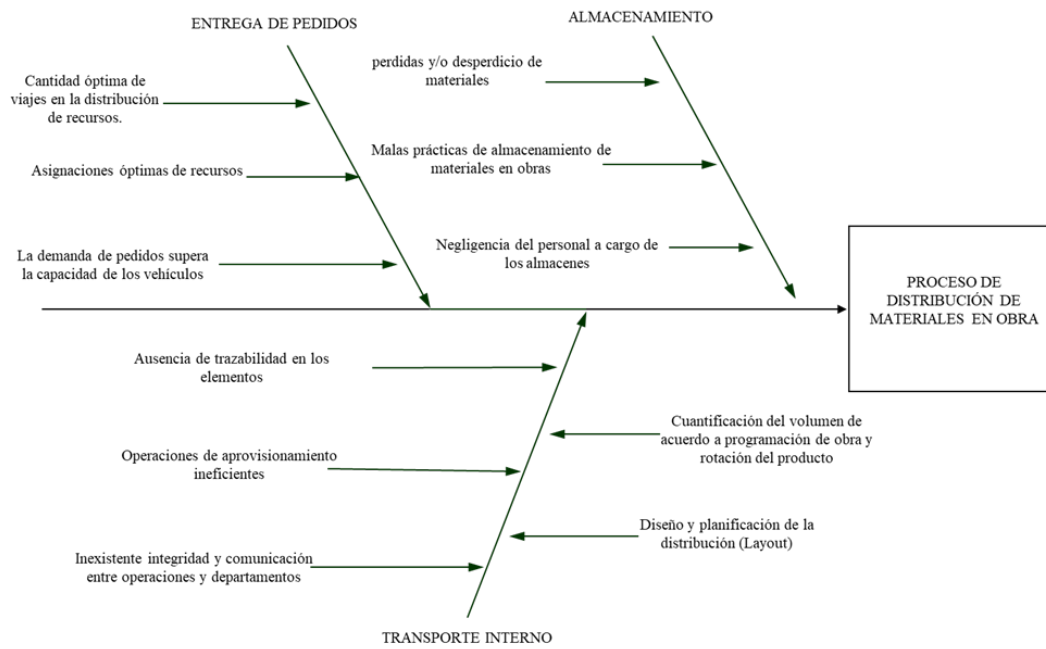 ENTREGA DE PEDIDOS
Cantidad óptima de
viajes en la distribución
de recursos.
Asignaciones óptimas de recursos
La demanda de pedidos supera
la capacidad de los vehículos
ALMACENAMIENTO
perdidas y/o desperdicio de
materiales
Malas prácticas de almacenamiento de
materiales en obras
Negligencia del personal a cargo de
los almacenes
PROCESO DE
DISTRIBUCIÓN DE
MATERIALES EN OBRA
Ausencia de trazabilidad en los
elementos
Operaciones de aprovisionamiento
ineficientes
Inexistente integridad y comunicación
entre operaciones y departamentos
Cuantificación del volumen de
acuerdo a programación de obra y
rotación del producto
Diseño y planificación de la
distribución (Layout)
TRANSPORTE INTERNO